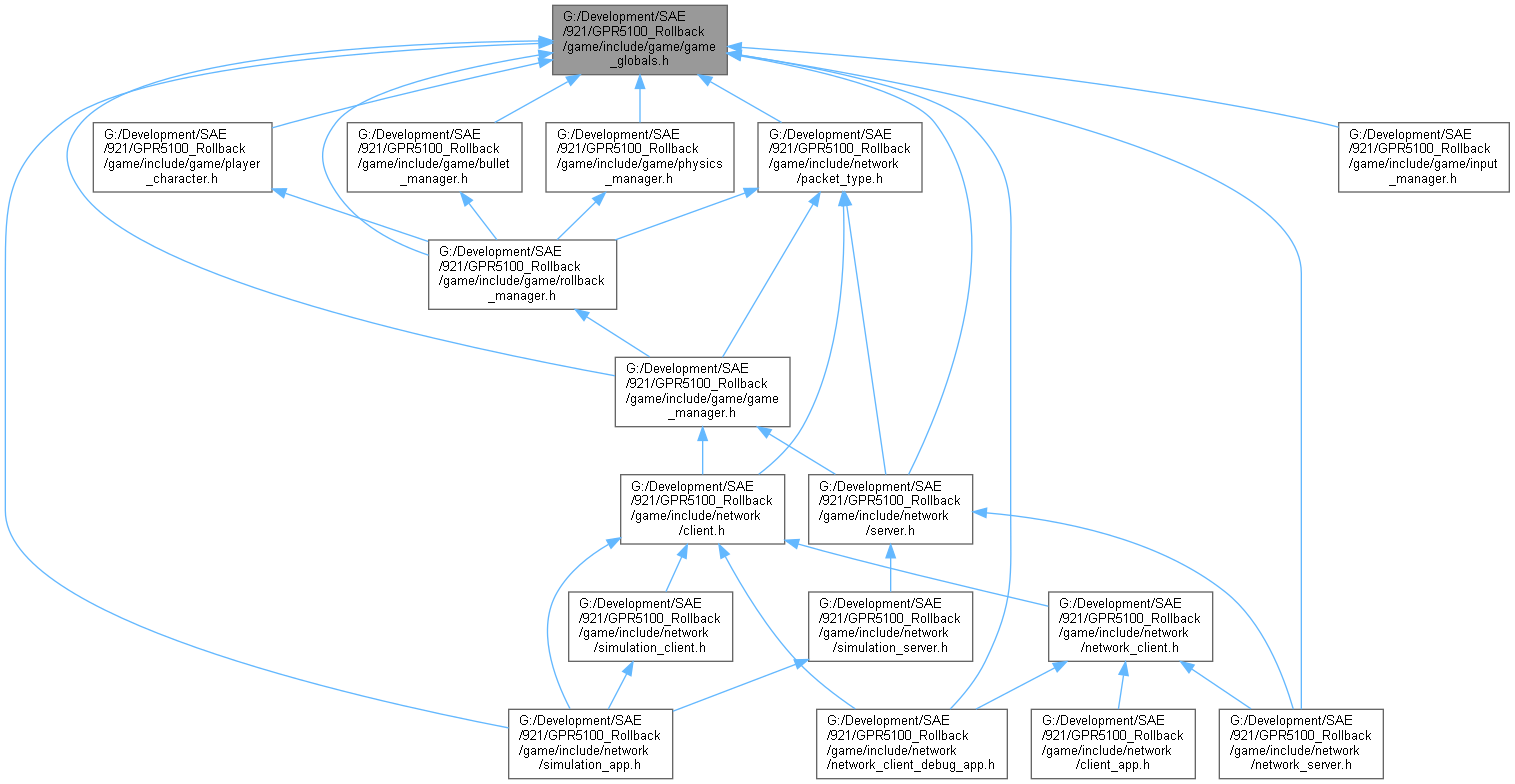 G:/Development/SAE
/921/GPR5100_Rollback
/game/include/game/game
_globals.h
G:/Development/SAE
/921/GPR5100_Rollback
/game/include/game/player
_character.h
G:/Development/SAE
/921/GPR5100_Rollback
/game/include/game/bullet
_manager.h
G:/Development/SAE
/921/GPR5100_Rollback
/game/include/game/physics
_manager.h
G:/Development/SAE
/921/GPR5100_Rollback
/game/include/network
/packet_type.h
G:/Development/SAE
/921/GPR5100_Rollback
/game/include/game/input
_manager.h
G:/Development/SAE
/921/GPR5100_Rollback
/game/include/game/rollback
_manager.h
G:/Development/SAE
/921/GPR5100_Rollback
/game/include/game/game
_manager.h
G:/Development/SAE
/921/GPR5100_Rollback
/game/include/network
/client.h
G:/Development/SAE
/921/GPR5100_Rollback
/game/include/network
/server.h
G:/Development/SAE
/921/GPR5100_Rollback
/game/include/network
/simulation_client.h
G:/Development/SAE
/921/GPR5100_Rollback
/game/include/network
/simulation_server.h
G:/Development/SAE
/921/GPR5100_Rollback
/game/include/network
/network_client.h
G:/Development/SAE
/921/GPR5100_Rollback
/game/include/network
/simulation_app.h
G:/Development/SAE
/921/GPR5100_Rollback
/game/include/network
/network_client_debug_app.h
G:/Development/SAE
/921/GPR5100_Rollback
/game/include/network
/client_app.h
G:/Development/SAE
/921/GPR5100_Rollback
/game/include/network
/network_server.h